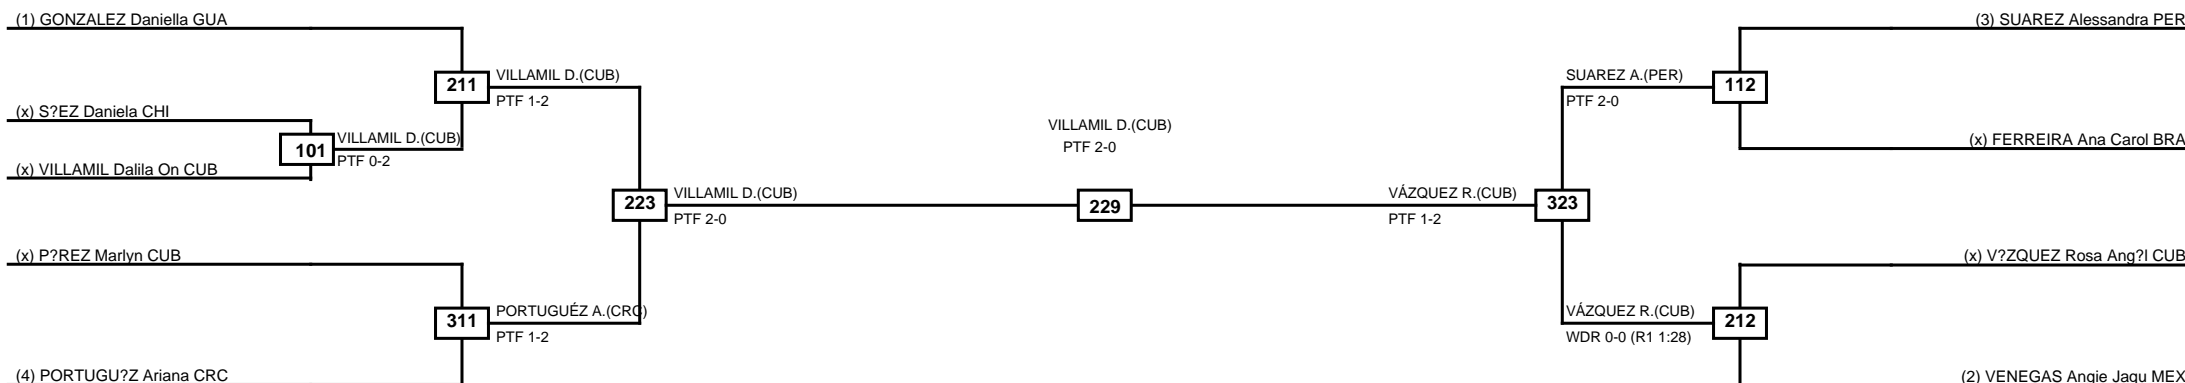 (1) GONZALEZ Daniella GUA
(3) SUAREZ Alessandra PER
211
VILLAMIL D.(CUB)
PTF 1-2
SUAREZ A.(PER)
PTF 2-0
112
(x) S?EZ Daniela CHI
101
VILLAMIL D.(CUB)
PTF 0-2
(x) VILLAMIL Dalila On CUB
VILLAMIL D.(CUB)
PTF 2-0
(x) FERREIRA Ana Carol BRA
223
VILLAMIL D.(CUB)
PTF 2-0
229
VÁZQUEZ R.(CUB)
PTF 1-2
323
(x) P?REZ Marlyn CUB
(x) V?ZQUEZ Rosa Ang?l CUB
311
PORTUGUÉZ A.(CRC)
PTF 1-2
VÁZQUEZ R.(CUB)
WDR 0-0 (R1 1:28)
212
(4) PORTUGU?Z Ariana CRC
(2) VENEGAS Angie Jaqu MEX